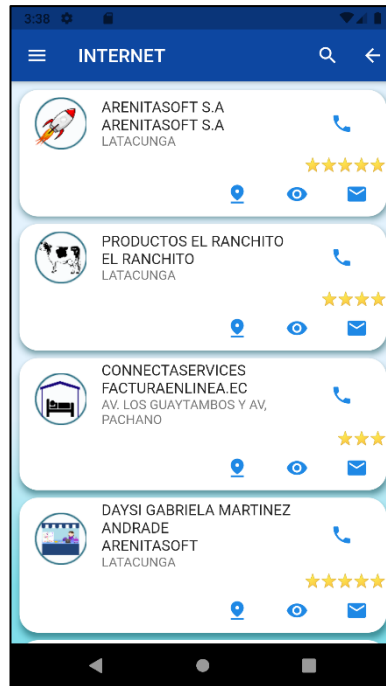 3:38
INTERNET
ARENITASOFT S.A
ARENITASOFT S.A
LATACUNGA
PRODUCTOS EL RANCHITO
EL RANCHITO
LATACUNGA
CONNECTASERVICES
FACTURAENLINEA.EC
AV. LOS GUAYTAMBOS Y AV,
PACHANO
DAYSI GABRIELA MARTINEZ
ANDRADE
ARENITASOFT
LATACUNGA